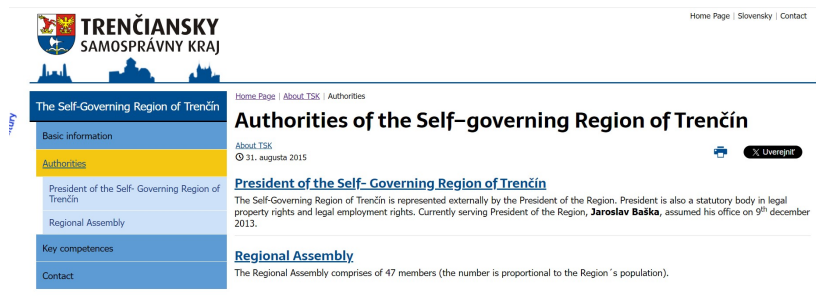 Home Page | Slovensky | Contact
TRENČIANSKY
SAMOSPRÁVNY KRAJ
The Self-Governing Region of Trenčín
Basic information
Authorities
President of the Self- Governing Region of
Trenčín
Regional Assembly
Key competences
Contact
Home Page | About TSK | Authorities
Authorities of the Self–governing Region of Trenčín
About TSK
31. augusta 2015
X Uverejniť
President of the Self- Governing Region of Trenčín
The Self-Governing Region of Trenčín is represented externally by the President of the Region. President is also a statutory body in legal
property rights and legal employment rights. Currently serving President of the Region, Jaroslav Baška, assumed his office on 9th december
2013.
Regional Assembly
The Regional Assembly comprises of 47 members (the number is proportional to the Region´s population).